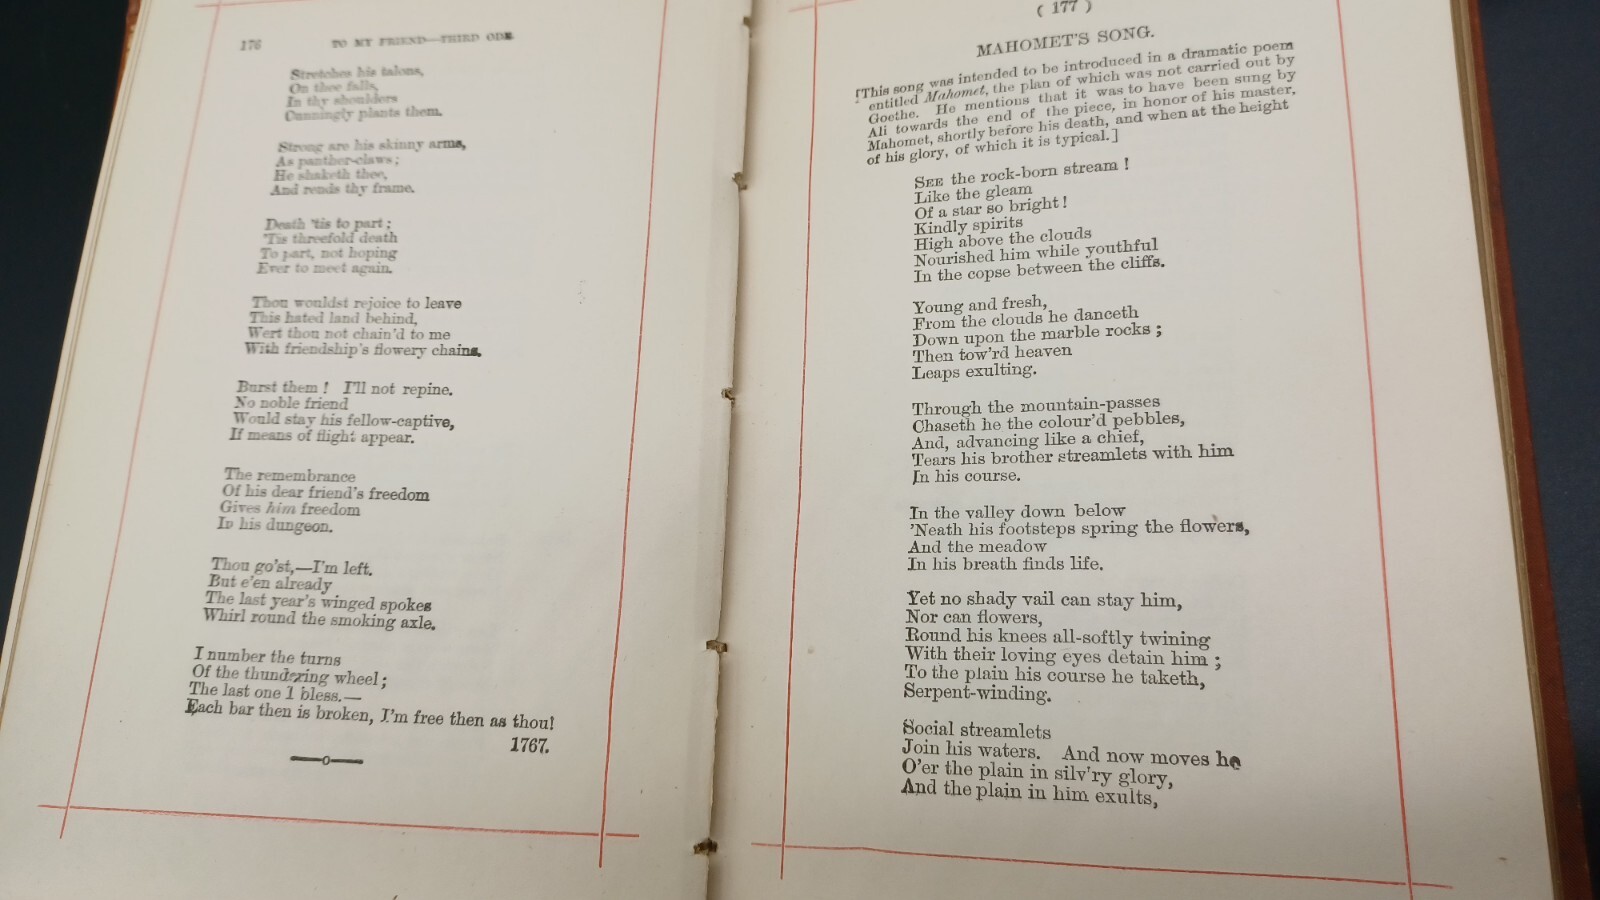 176 TO MY FRIEND—THIRD ODE
Stretches his talons,
On thee falls,
In thy shoulders
Cunningly plants them.
Strong are his skinny arms,
As panther-claws;
He shaketh thee,
And rends thy frame.
Death 'tis to part;
'Tis threefold death
To part, not hoping
Ever to meet again.
Thou wouldst rejoice to leave
This hated land behind,
Wert thou not chain'd to me
With friendship's flowery chains.
Burst them! I'll not repine.
No noble friend
Would stay his fellow-captive,
If means of flight appear.
The remembrance
Of his dear friend's freedom
Gives him freedom
In his dungeon.
Thou go'st,—I'm left.
But e'en already
The last year's winged spokes
Whirl round the smoking axle.
I number the turns
Of the thundering wheel;
The last one I bless.—
Each bar then is broken, I'm free then as thou!
1767.
( 177 )
MAHOMET'S SONG.
[This song was intended to be introduced in a dramatic poem
entitled Mahomet, the plan of which was not carried out by
Goethe. He mentions that it was to have been sung by
Ali towards the end of the piece, in honor of his master,
Mahomet, shortly before his death, and when at the height
of his glory, of which it is typical.]
SEE the rock-born stream!
Like the gleam
Of a star so bright!
Kindly spirits
High above the clouds
Nourished him while youthful
In the copse between the cliffs.
Young and fresh,
From the clouds he danceth
Down upon the marble rocks;
Then tow'rd heaven
Leaps exulting.
Through the mountain-passes
Chaseth he the colour'd pebbles,
And, advancing like a chief,
Tears his brother streamlets with him
In his course.
In the valley down below
'Neath his footsteps spring the flowers,
And the meadow
In his breath finds life.
Yet no shady vail can stay him,
Nor can flowers,
Round his knees all-softly twining
With their loving eyes detain him;
To the plain his course he taketh,
Serpent-winding.
Social streamlets
Join his waters. And now moves he
O'er the plain in silv'ry glory,
And the plain in him exults,